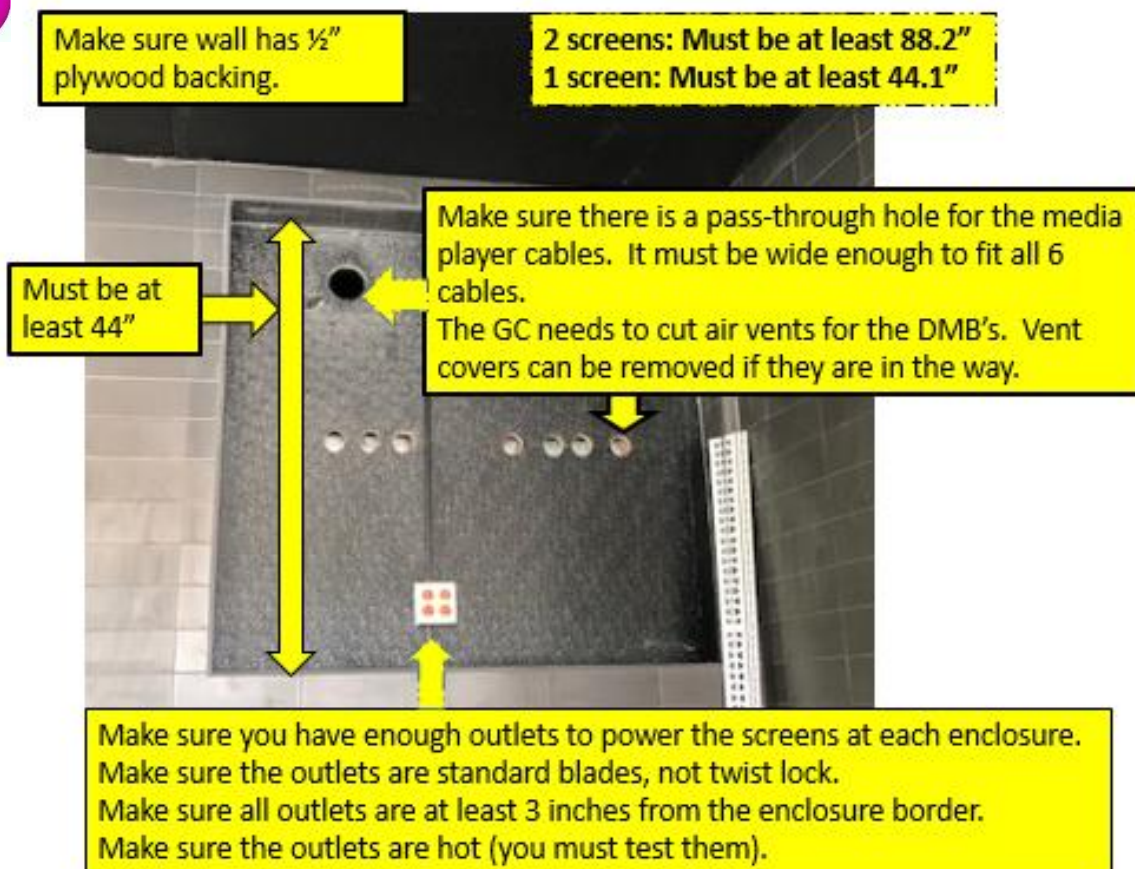 Make sure wall has ½”
plywood backing.
2 screens: Must be at least 88.2”
1 screen: Must be at least 44.1”
Make sure there is a pass-through hole for the media
player cables.  It must be wide enough to fit all 6
cables.
The GC needs to cut air vents for the DMB’s.  Vent
covers can be removed if they are in the way.
Must be at
least 44”
Make sure you have enough outlets to power the screens at each enclosure.
Make sure the outlets are standard blades, not twist lock.
Make sure all outlets are at least 3 inches from the enclosure border.
Make sure the outlets are hot (you must test them).